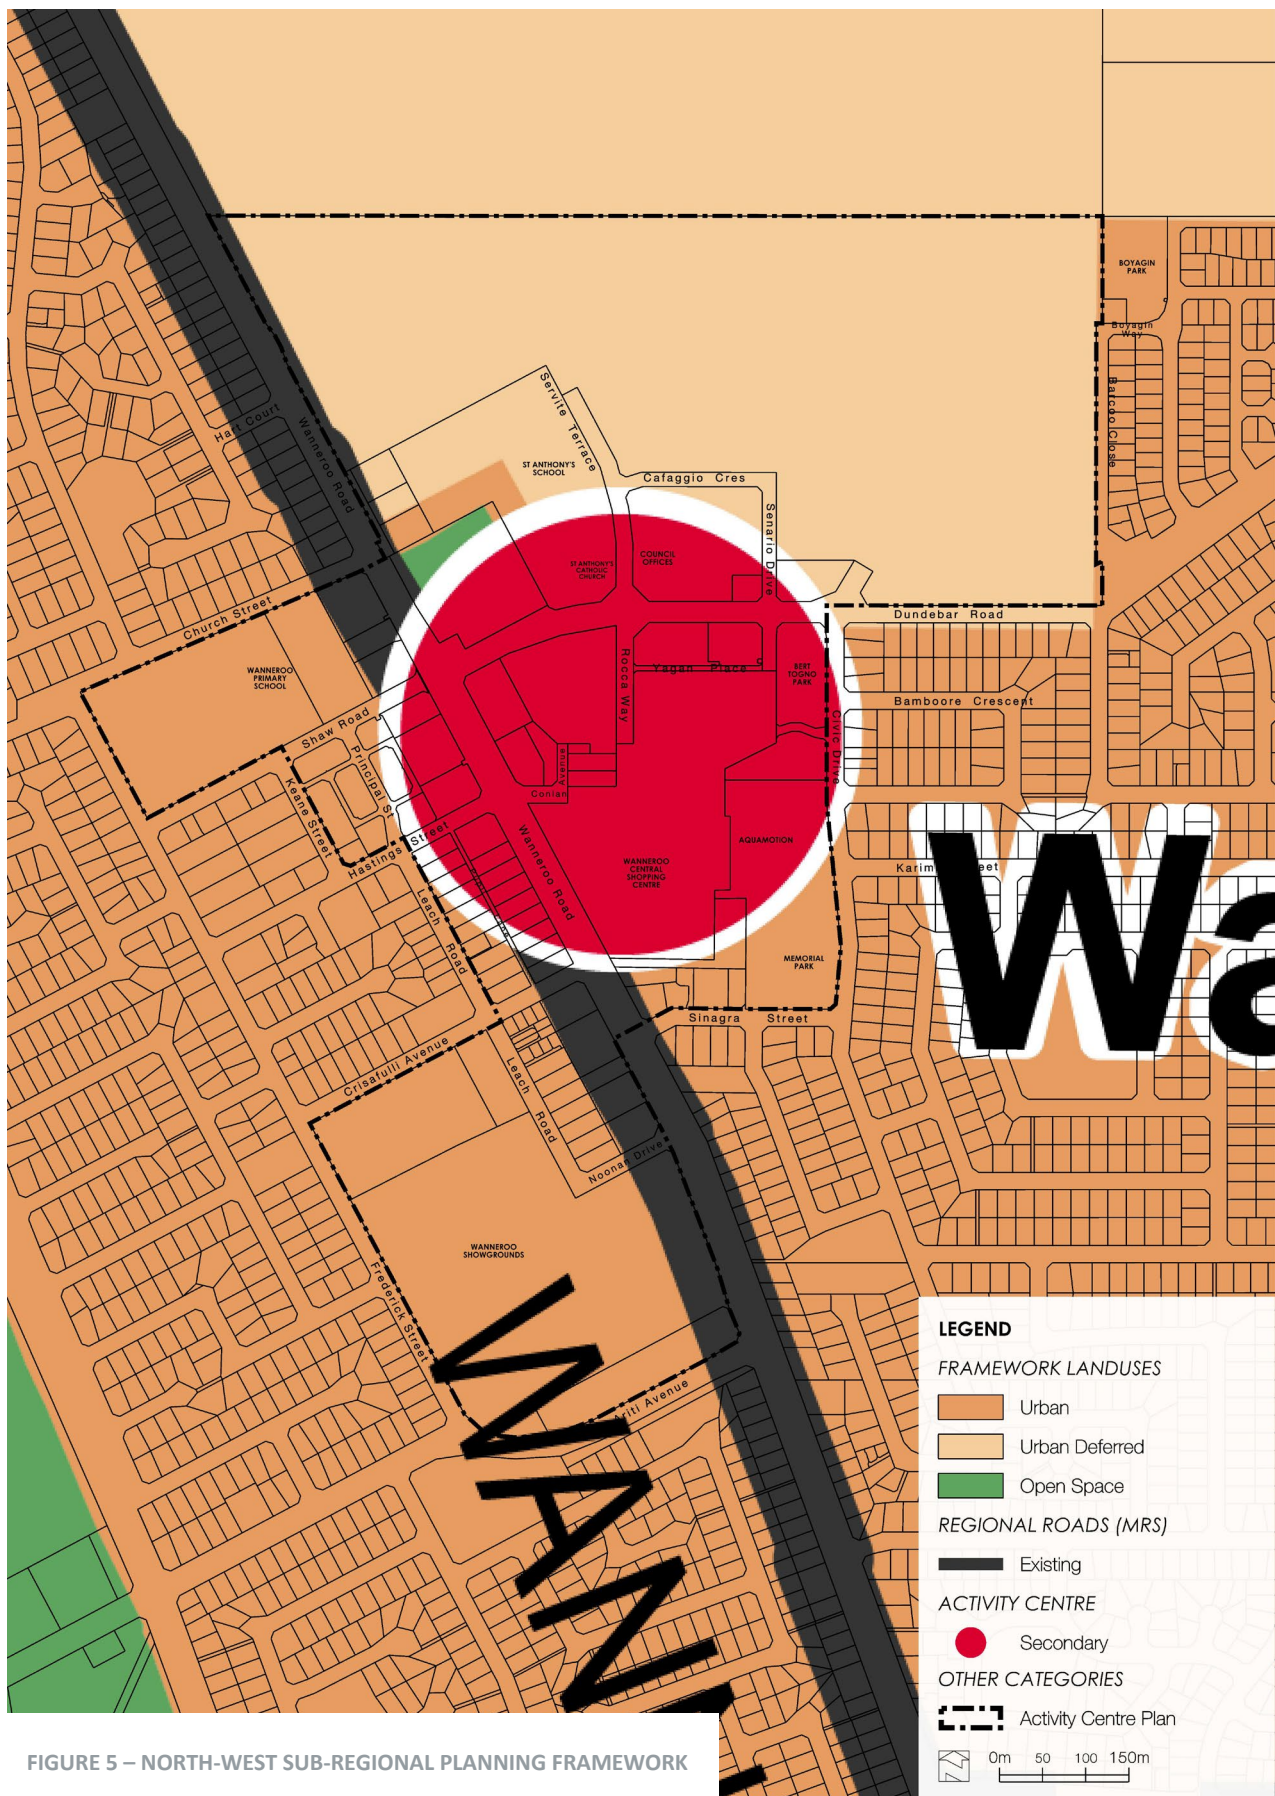 BOYAGIN
PARK
Boyagin
Way
Barcoo Close
Hart Court
Wanneroo Road
Servite Terrace
ST ANTHONY'S
SCHOOL
Cafaggio Cres
Senario Drive
COUNCIL
OFFICES
ST ANTHONY'S
CATHOLIC
CHURCH
Church Street
Dundebar Road
WANNEROO
PRIMARY
SCHOOL
Rocca Way
Yagan Place
BERT
TOGNO
PARK
Bamboore Crescent
Shaw Road
Civic Drive
Principal St
Keane Street
Conlan
Avenue
Hastings Street
Wanneroo Road
AQUAMOTION
WANNEROO
CENTRAL
SHOPPING
CENTRE
Wa
Leach Road
MEMORIAL
PARK
Sinagra Street
Crisafulli Avenue
Leach Road
Noonan Drive
WANNEROO
SHOWGROUNDS
Frederick Street
Ariti Avenue
WANN
LEGEND
FRAMEWORK LANDUSES
Urban
Urban Deferred
Open Space
REGIONAL ROADS (MRS)
Existing
ACTIVITY CENTRE
Secondary
OTHER CATEGORIES
Activity Centre Plan
N
0m 50 100 150m
FIGURE 5 – NORTH-WEST SUB-REGIONAL PLANNING FRAMEWORK